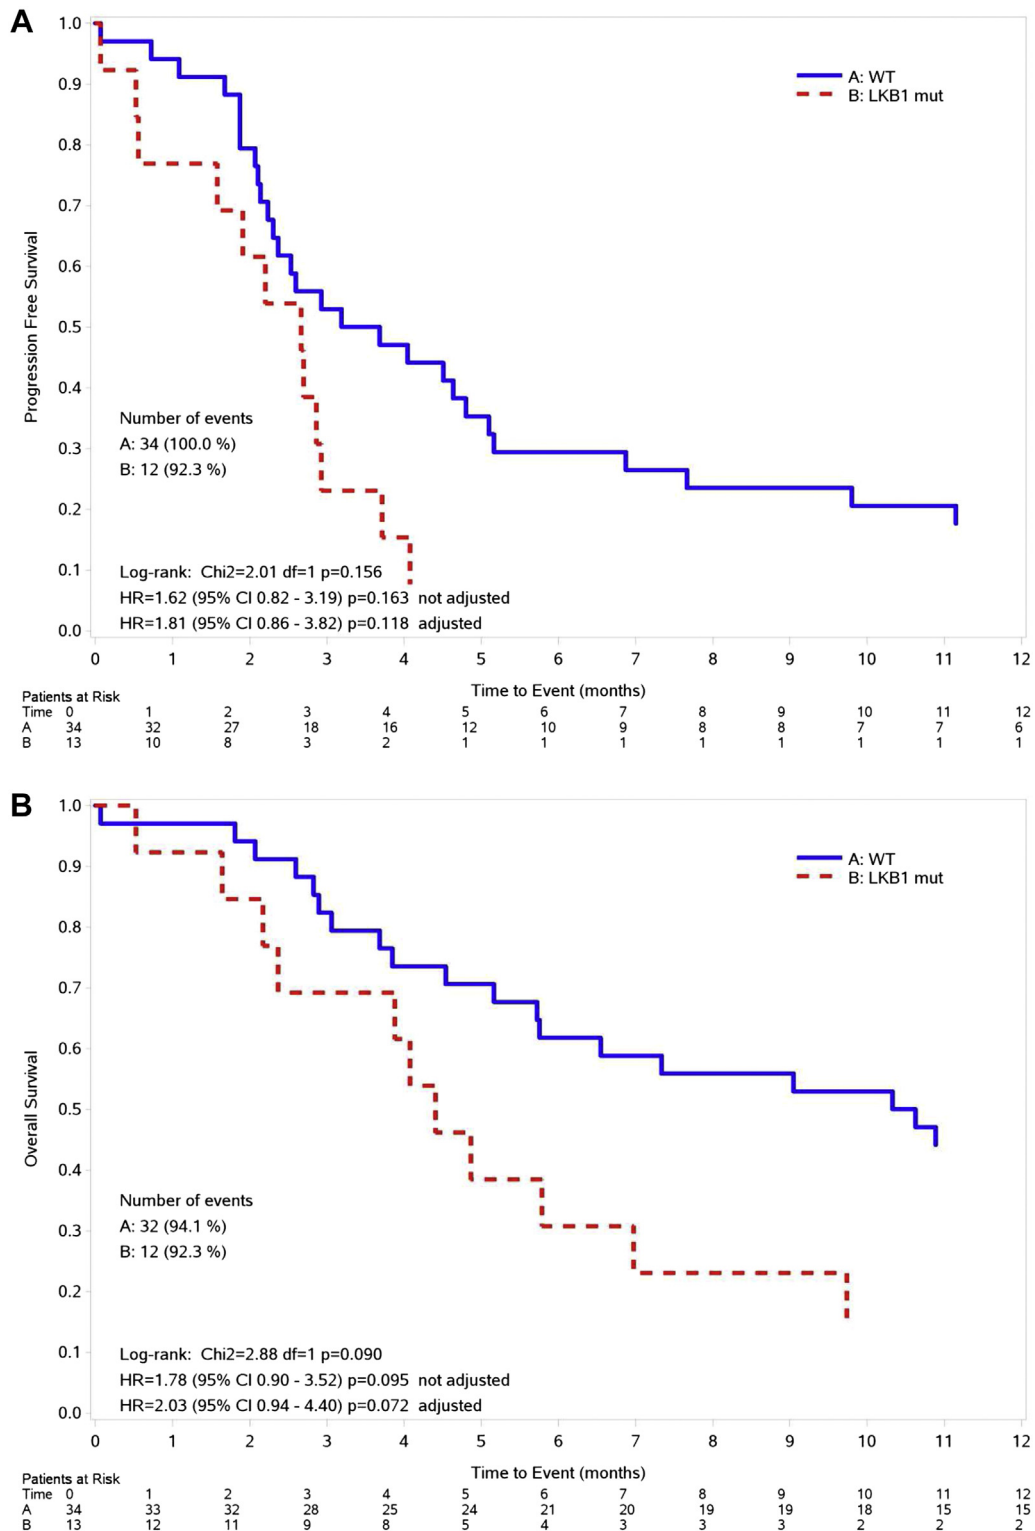 A
1.0
0.9
0.8
0.7
0.6
0.5
0.4
0.3
0.2
0.1
0.0
Progression Free Survival
A: WT
B: LKB1 mut
Number of events
A: 34 (100.0 %)
B: 12 (92.3 %)
Log-rank: Chi2=2.01 df=1 p=0.156
HR=1.62 (95% CI 0.82 - 3.19) p=0.163 not adjusted
HR=1.81 (95% CI 0.86 - 3.82) p=0.118 adjusted
0 1 2 3 4 5 6 7 8 9 10 11 12
Time to Event (months)
Patients at Risk
Time 0 1 2 3 4 5 6 7 8 9 10 11 12
A 34 32 27 18 16 12 10 9 8 8 7 7 6
B 13 10 8 3 2 1 1 1 1 1 1 1 1
B
1.0
0.9
0.8
0.7
0.6
0.5
0.4
0.3
0.2
0.1
0.0
Overall Survival
A: WT
B: LKB1 mut
Number of events
A: 32 (94.1 %)
B: 12 (92.3 %)
Log-rank: Chi2=2.88 df=1 p=0.090
HR=1.78 (95% CI 0.90 - 3.52) p=0.095 not adjusted
HR=2.03 (95% CI 0.94 - 4.40) p=0.072 adjusted
0 1 2 3 4 5 6 7 8 9 10 11 12
Time to Event (months)
Patients at Risk
Time 0 1 2 3 4 5 6 7 8 9 10 11 12
A 34 33 32 28 25 24 21 20 19 19 18 15 15
B 13 12 11 9 8 5 4 3 3 3 2 2 2